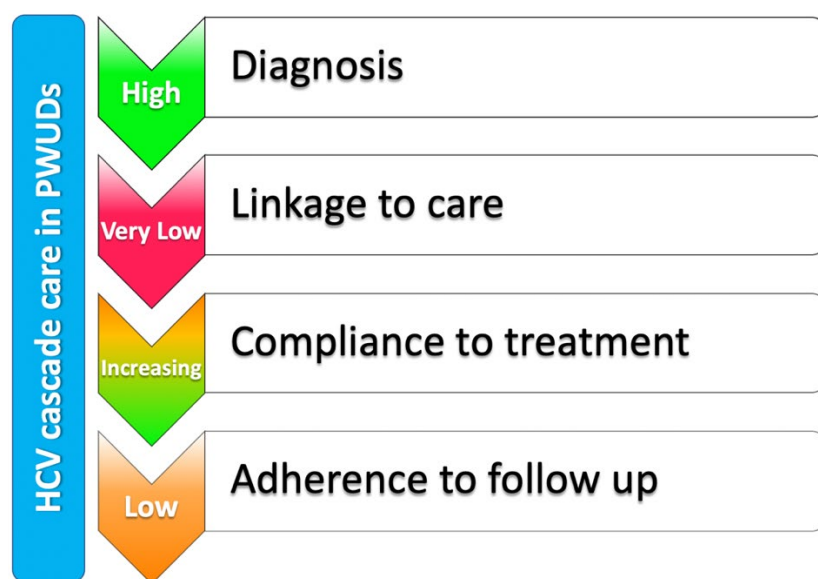 HCV cascade care in PWUDs
High
Diagnosis
Very Low
Linkage to care
Increasing
Compliance to treatment
Low
Adherence to follow up